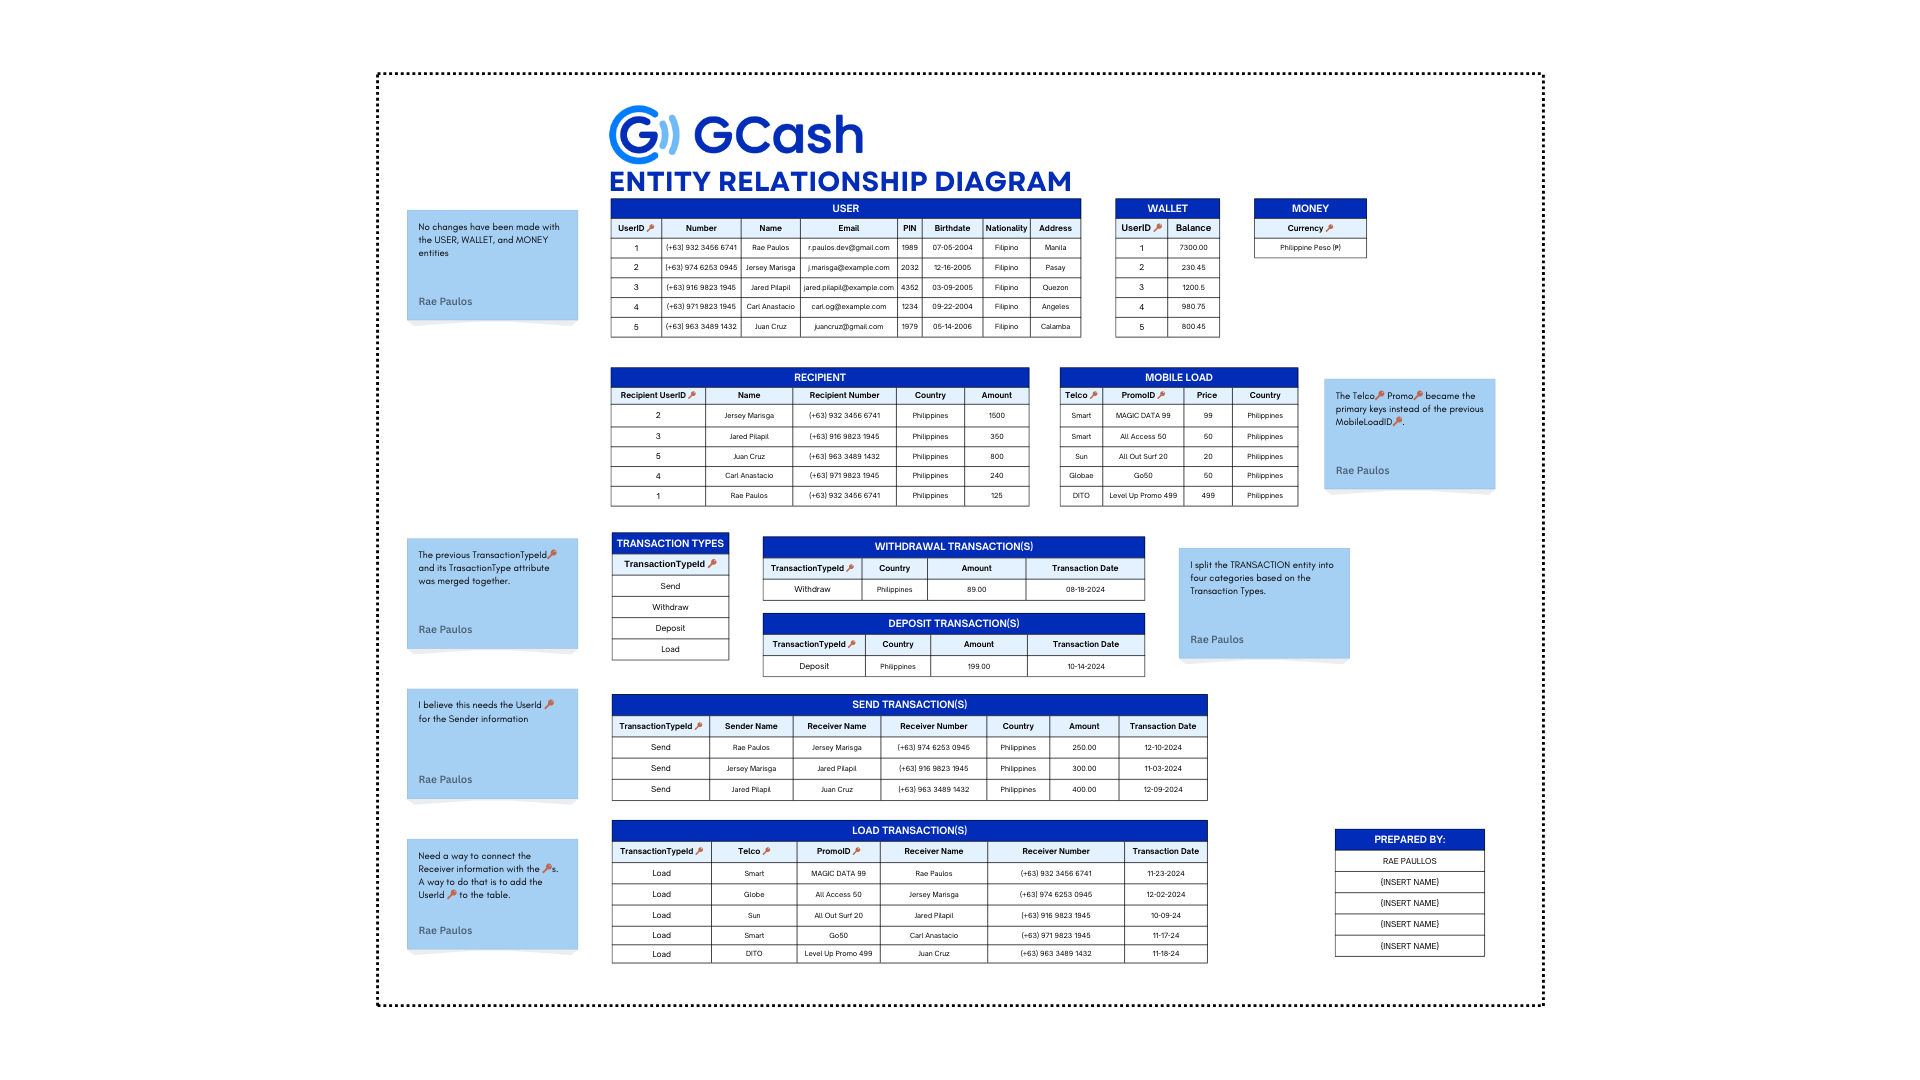 GCash
ENTITY RELATIONSHIP DIAGRAM
No changes have been made with
the USER, WALLET, and MONEY
entities
Rae Paulos
USER
UserID Number Name Email PIN Birthdate Nationality Address
1 (+63) 932 3456 6741 Rae Paulos r.paulos.dev@gmail.com 1989 07-05-2004 Filipino Manila
2 (+63) 974 6253 0945 Jersey Marisga j.marisga@example.com 2032 12-16-2005 Filipino Pasay
3 (+63) 916 9823 1945 Jared Pilapil jared.pilapil@example.com 4352 03-09-2005 Filipino Quezon
4 (+63) 971 9823 1945 Carl Anastacio carl.og@example.com 1234 09-22-2004 Filipino Angeles
5 (+63) 963 3489 1432 Juan Cruz juancruz@gmail.com 1979 05-14-2006 Filipino Calamba
WALLET
UserID Balance
1 7300.00
2 230.45
3 1200.5
4 980.75
5 800.45
MONEY
Currency
Philippine Peso (₱)
RECIPIENT
Recipient UserID Name Recipient Number Country Amount
2 Jersey Marisga (+63) 932 3456 6741 Philippines 1500
3 Jared Pilapil (+63) 916 9823 1945 Philippines 350
5 Juan Cruz (+63) 963 3489 1432 Philippines 800
4 Carl Anastacio (+63) 971 9823 1945 Philippines 240
1 Rae Paulos (+63) 932 3456 6741 Philippines 125
MOBILE LOAD
Telco PromoID Price Country
Smart MAGIC DATA 99 99 Philippines
Smart All Access 50 50 Philippines
Sun All Out Surf 20 20 Philippines
Globae Go50 50 Philippines
DITO Level Up Promo 499 499 Philippines
The Telco Promo became the
primary keys instead of the previous
MobileLoadID .
Rae Paulos
The previous TransactionTypeId
and its TrasactionType attribute
was merged together.
Rae Paulos
TRANSACTION TYPES
TransactionTypeId
Send
Withdraw
Deposit
Load
WITHDRAWAL TRANSACTION(S)
TransactionTypeId Country Amount Transaction Date
Withdraw Philippines 89.00 08-18-2024
DEPOSIT TRANSACTION(S)
TransactionTypeId Country Amount Transaction Date
Deposit Philippines 199.00 10-14-2024
I split the TRANSACTION entity into
four categories based on the
Transaction Types.
Rae Paulos
I believe this needs the UserId
for the Sender information
Rae Paulos
SEND TRANSACTION(S)
TransactionTypeId Sender Name Receiver Name Receiver Number Country Amount Transaction Date
Send Rae Paulos Jersey Marisga (+63) 974 6253 0945 Philippines 250.00 12-10-2024
Send Jersey Marisga Jared Pilapil (+63) 916 9823 1945 Philippines 300.00 11-03-2024
Send Jared Pilapil Juan Cruz (+63) 963 3489 1432 Philippines 400.00 12-09-2024
Need a way to connect the
Receiver information with the s.
A way to do that is to add the
UserId to the table.
Rae Paulos
LOAD TRANSACTION(S)
TransactionTypeId Telco PromoID Receiver Name Receiver Number Transaction Date
Load Smart MAGIC DATA 99 Rae Paulos (+63) 932 3456 6741 11-23-2024
Load Globe All Access 50 Jersey Marisga (+63) 974 6253 0945 12-02-2024
Load Sun All Out Surf 20 Jared Pilapil (+63) 916 9823 1945 10-09-24
Load Smart Go50 Carl Anastacio (+63) 971 9823 1945 11-17-24
Load DITO Level Up Promo 499 Juan Cruz (+63) 963 3489 1432 11-18-24
PREPARED BY:
RAE PAULLOS
(INSERT NAME)
(INSERT NAME)
(INSERT NAME)
(INSERT NAME)